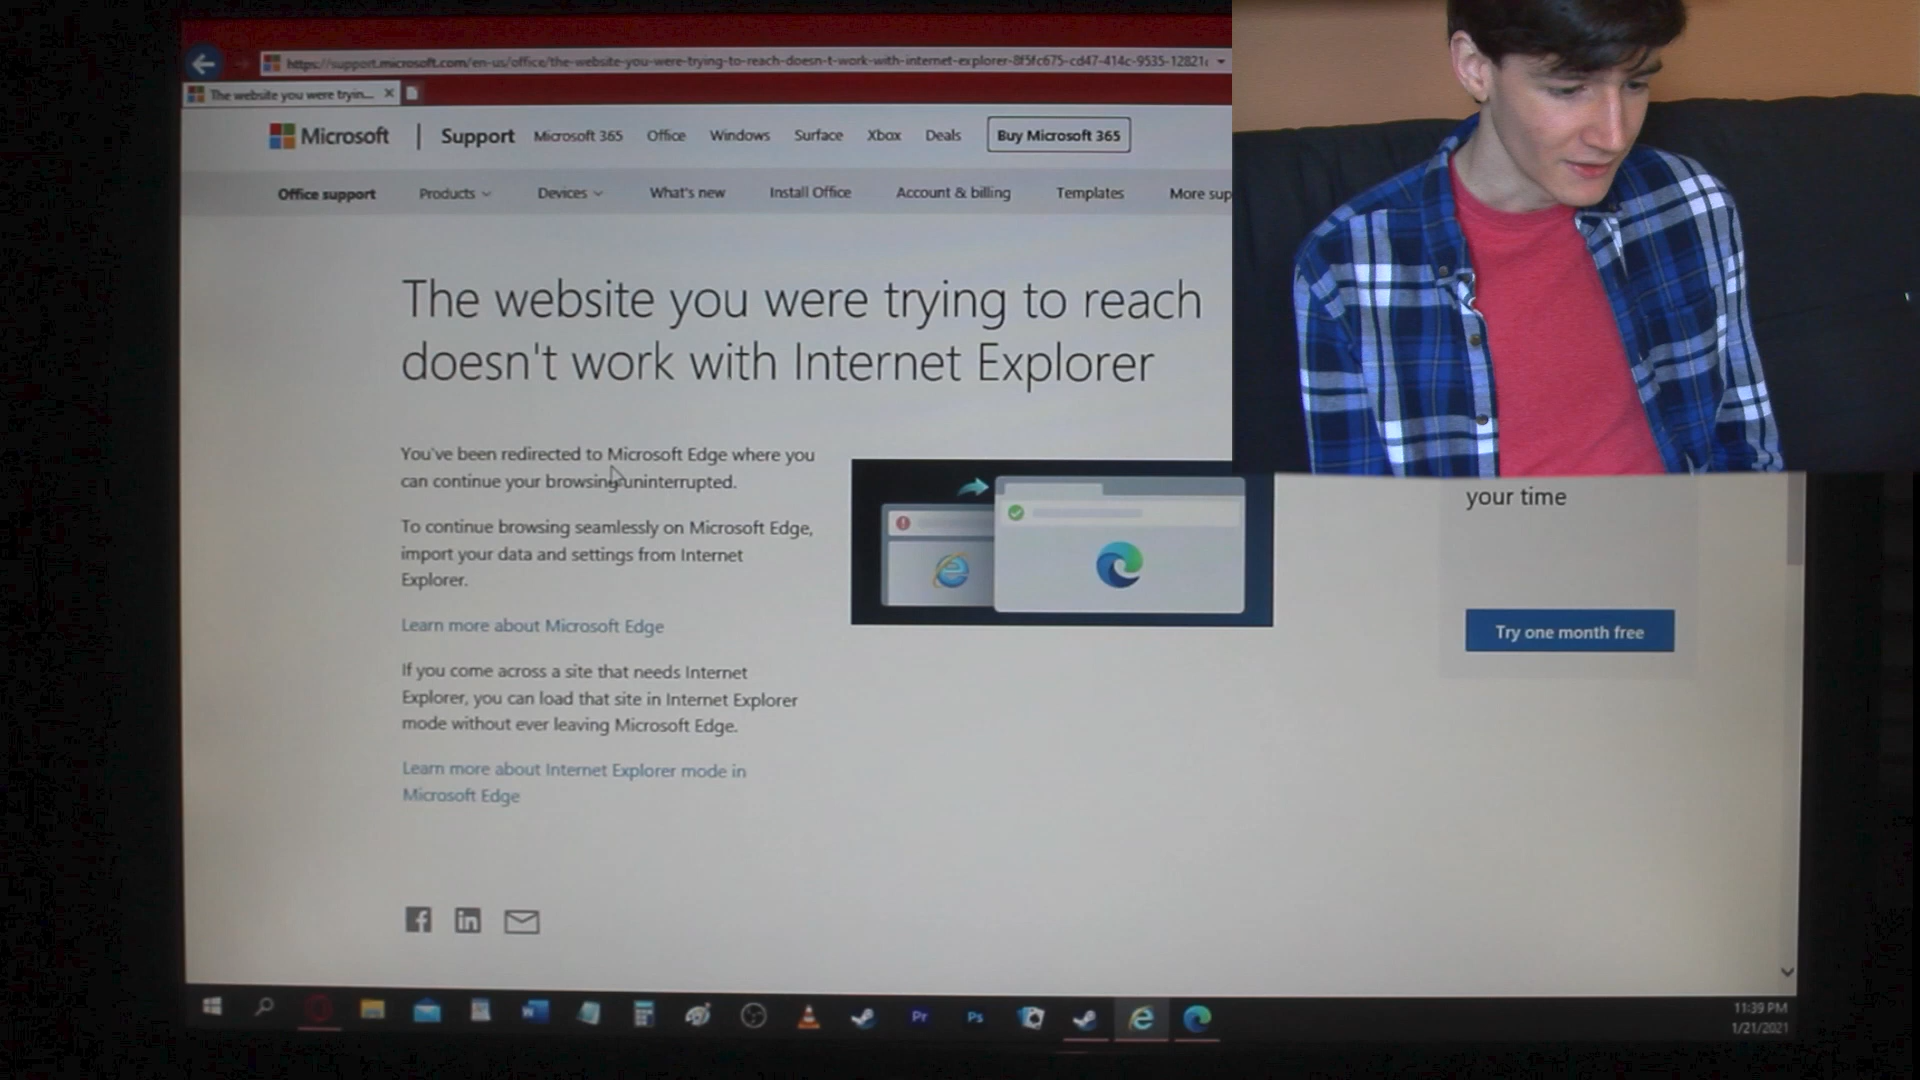 https://support.microsoft.com/en-us/office/the-website-you-were-trying-to-reach-doesn-t-work-with-internet-explorer-8f5fc675-cd47-414c-9535-12821
The website you were tryin...
Microsoft | Support Microsoft 365 Office Windows Surface Xbox Deals Buy Microsoft 365
Office support Products Devices What's new Install Office Account & billing Templates More sup
The website you were trying to reach
doesn't work with Internet Explorer
You've been redirected to Microsoft Edge where you
can continue your browsing uninterrupted.
To continue browsing seamlessly on Microsoft Edge,
import your data and settings from Internet
Explorer.
Learn more about Microsoft Edge
If you come across a site that needs Internet
Explorer, you can load that site in Internet Explorer
mode without ever leaving Microsoft Edge.
Learn more about Internet Explorer mode in
Microsoft Edge
your time
Try one month free
Pr
Ps
11:39 PM
1/21/2021